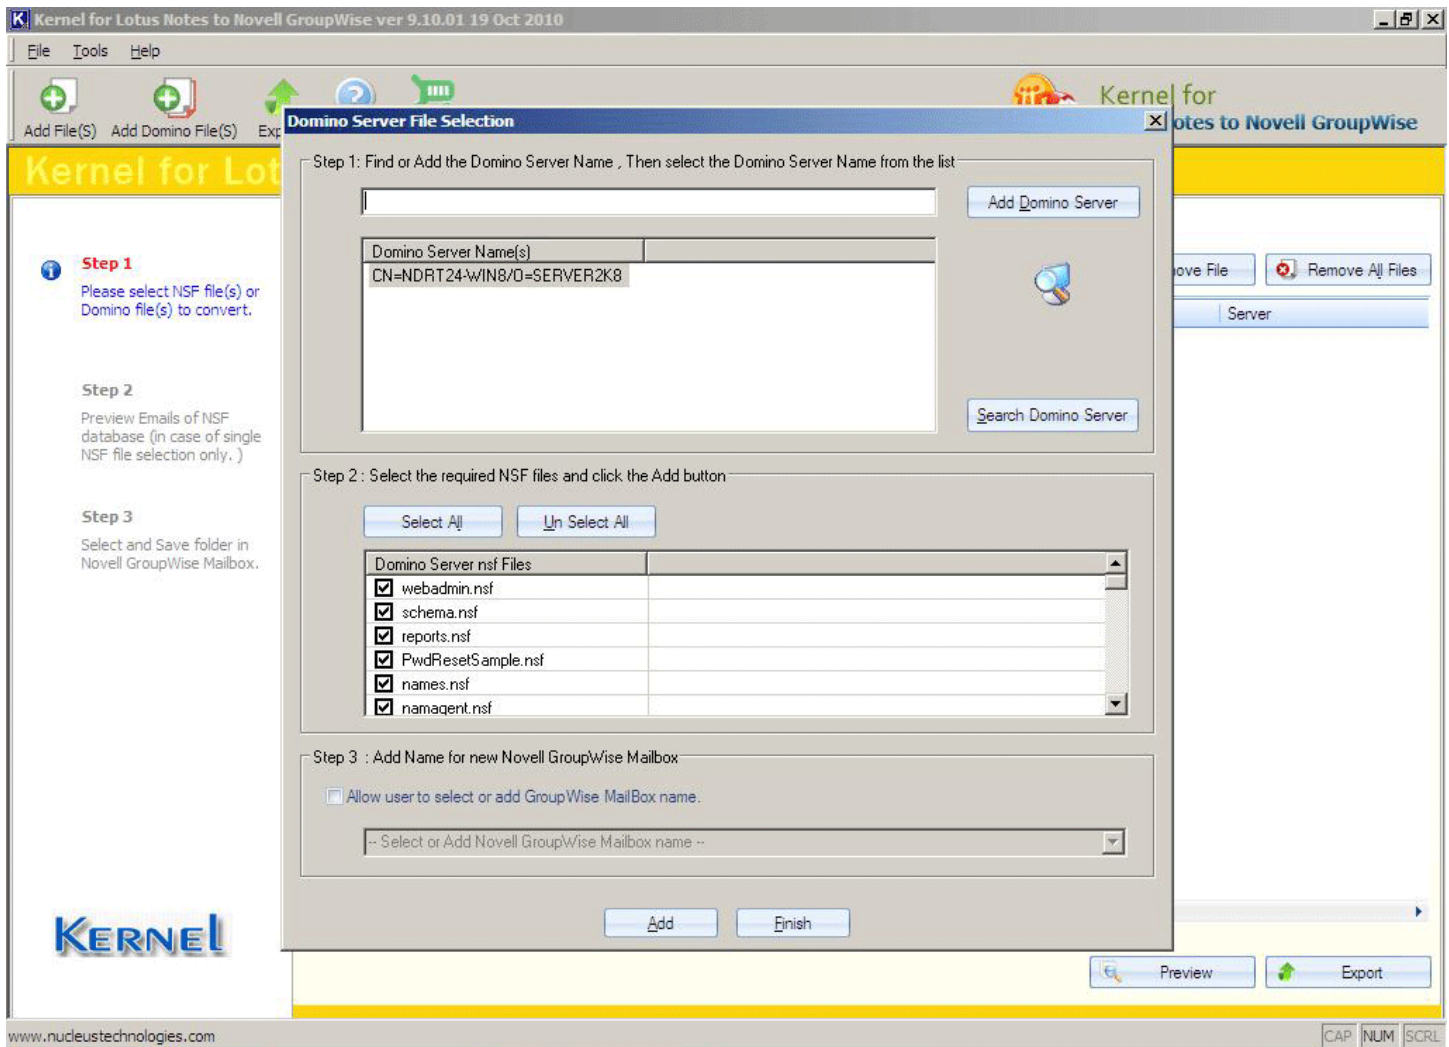 Kernel for Lotus Notes to Novell GroupWise ver 9.10.01 19 Oct 2010
File Tools Help
Add File(S) Add Domino File(S) Exp
Kernel for
otes to Novell GroupWise
Kernel for Lot
Domino Server File Selection
Step 1: Find or Add the Domino Server Name , Then select the Domino Server Name from the list
Add Domino Server
Domino Server Name(s)
CN=NDRT24-WIN8/O=SERVER2K8
Search Domino Server
Step 2 : Select the required NSF files and click the Add button
Select All Un Select All
Domino Server nsf Files
webadmin.nsf
schema.nsf
reports.nsf
PwdResetSample.nsf
names.nsf
namagent.nsf
Step 3 : Add Name for new Novell GroupWise Mailbox
Allow user to select or add GroupWise MailBox name.
-- Select or Add Novell GroupWise Mailbox name --
Add Finish
Step 1
Please select NSF file(s) or
Domino file(s) to convert.
Step 2
Preview Emails of NSF
database (in case of single
NSF file selection only. )
Step 3
Select and Save folder in
Novell GroupWise Mailbox.
KERNEl
ove File Remove All Files
Server
Preview Export
www.nucleustechnologies.com
CAP NUM SCRL